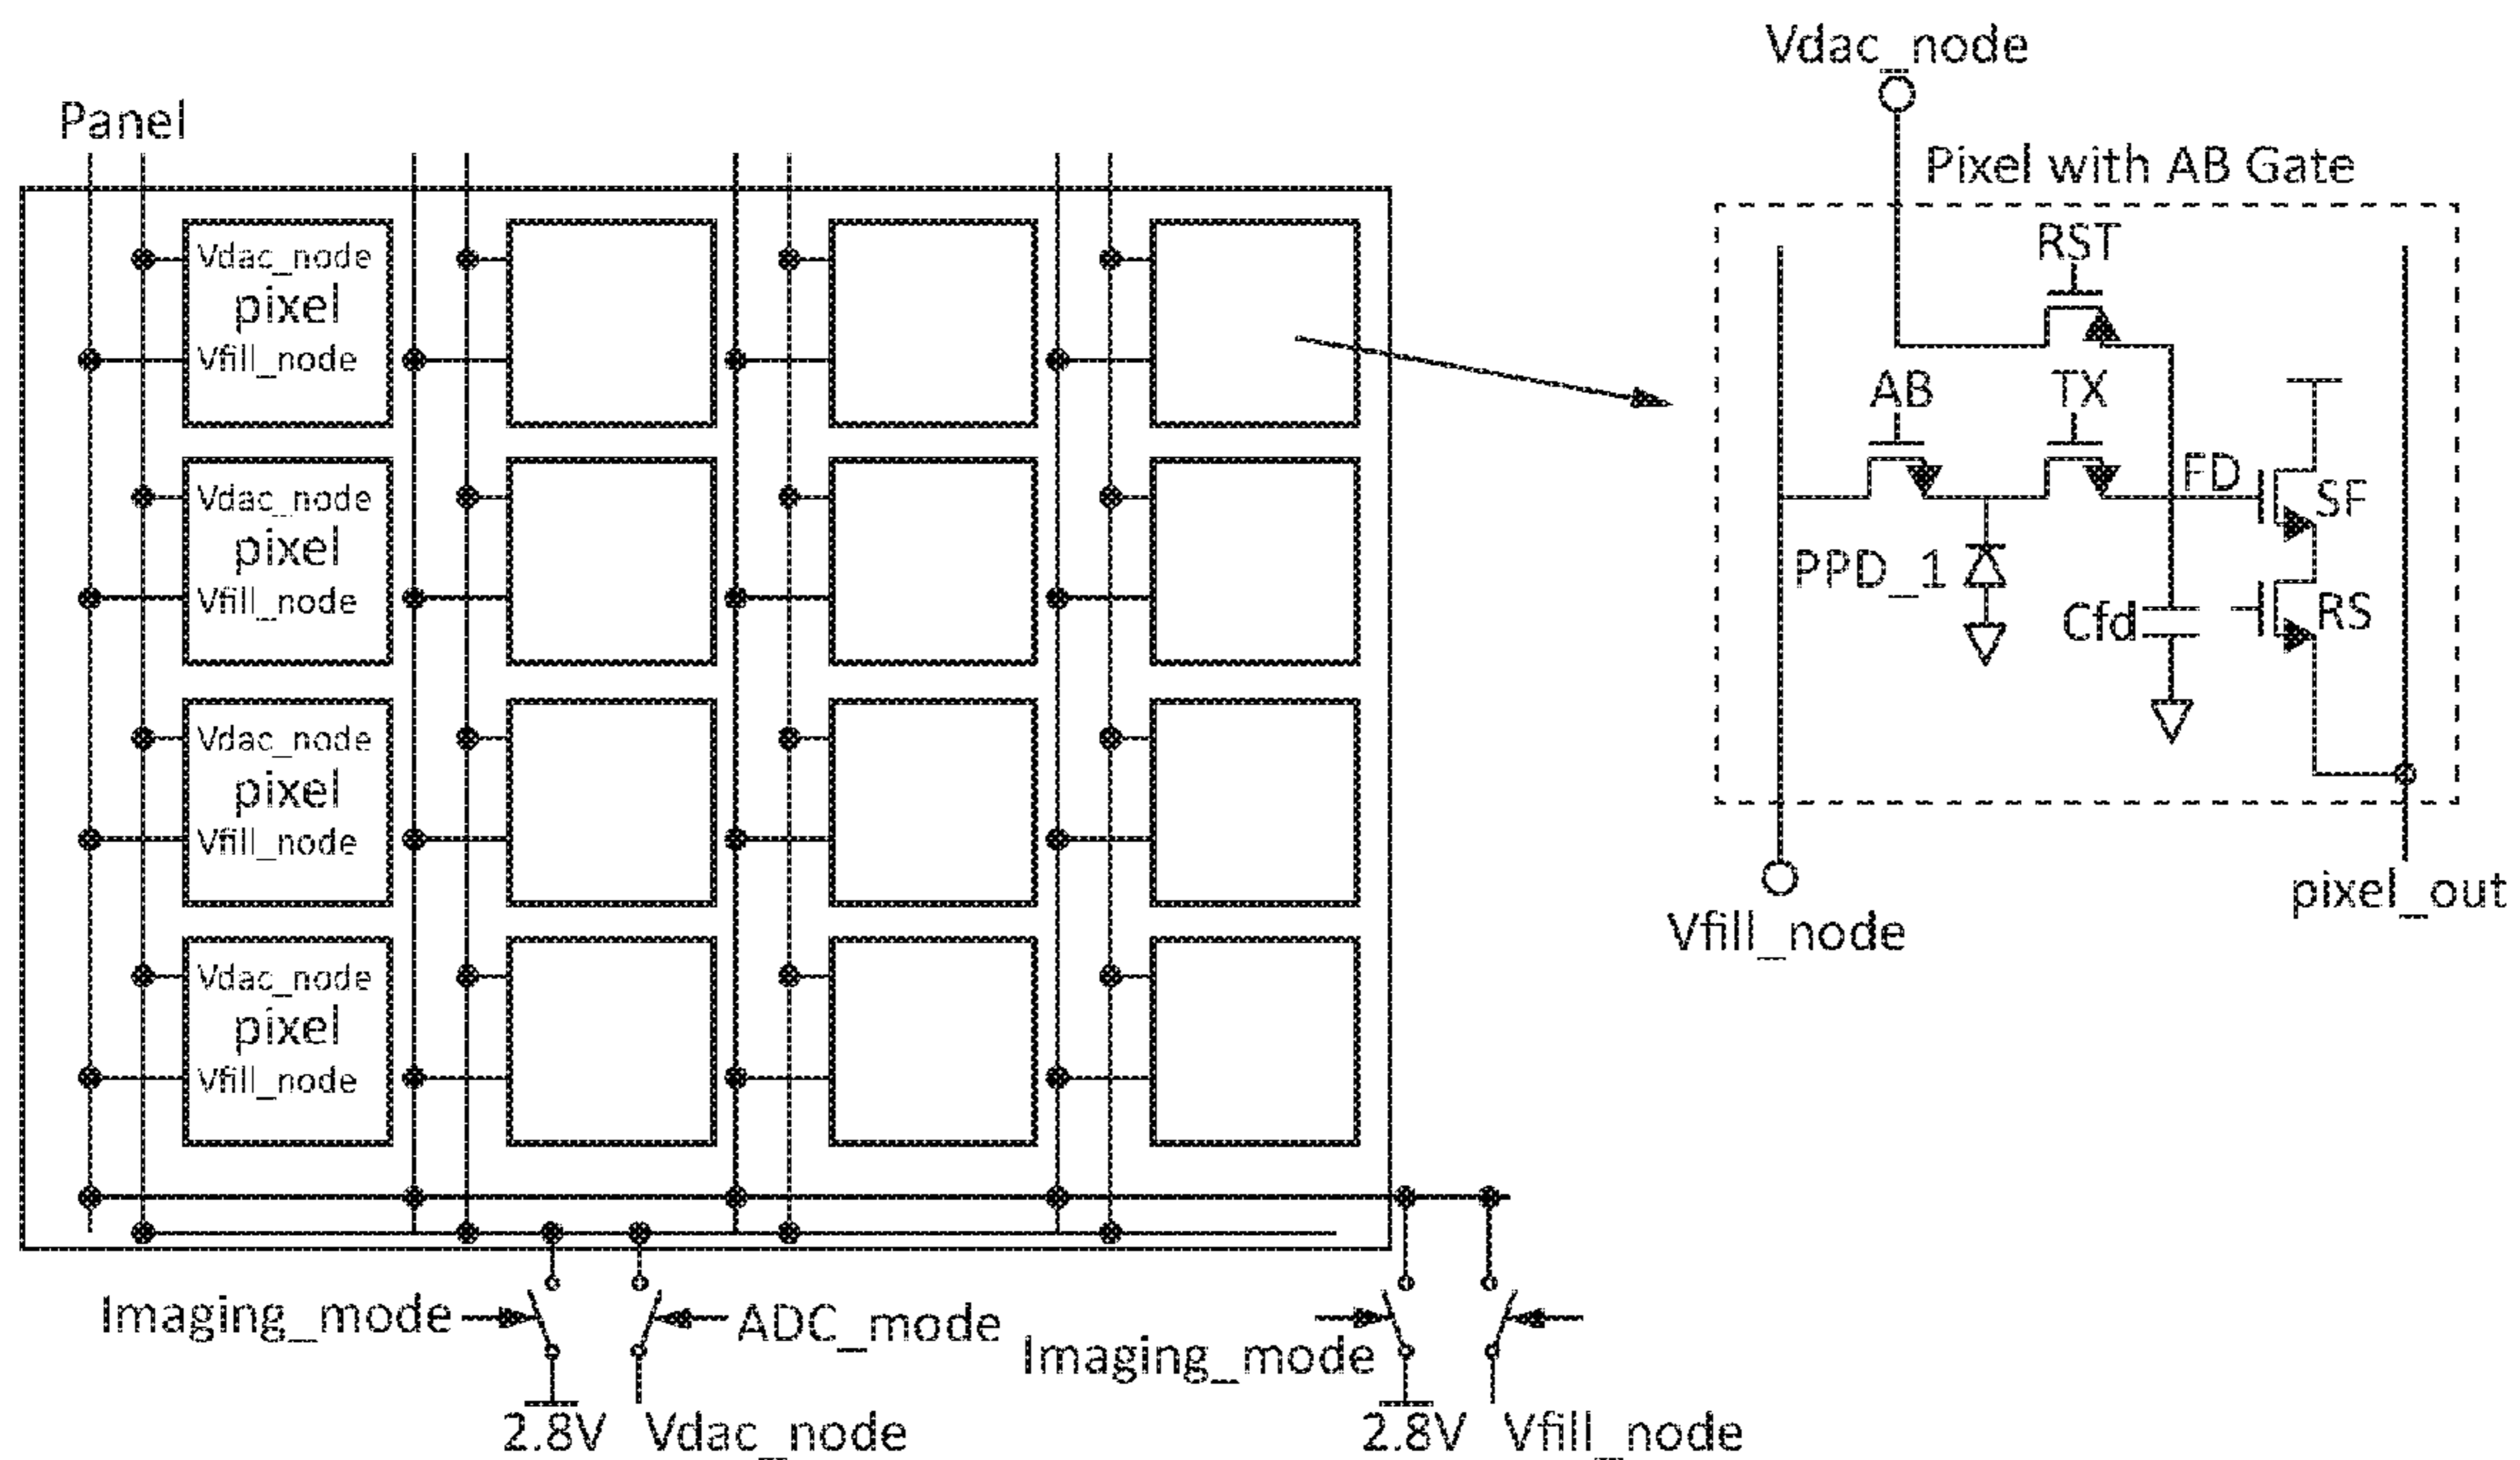 Panel
Vdac_node
pixel
Vfill_node
Vdac_node
pixel
Vfill_node
Vdac_node
pixel
Vfill_node
Vdac_node
pixel
Vfill_node
Imaging_mode
ADC_mode
2.8V
Vdac_node
Imaging_mode
2.8V
Vfill_node
Vdac_node
Pixel with AB Gate
RST
AB
TX
FD
SF
PPD_1
Cfd
RS
Vfill_node
pixel_out